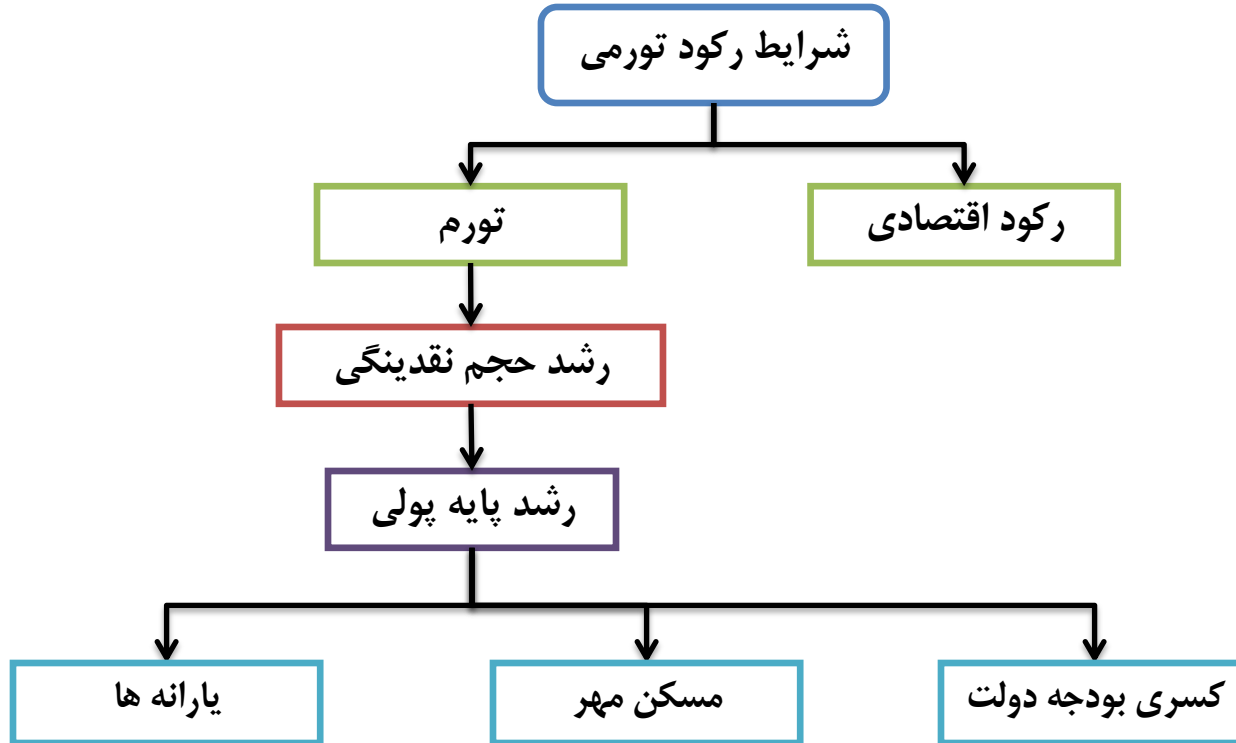 شرایط رکود تورمی
رکود اقتصادی
تورم
رشد حجم نقدینگی
رشد پایه پولی
کسری بودجه دولت
مسکن مهر
یارانه ها